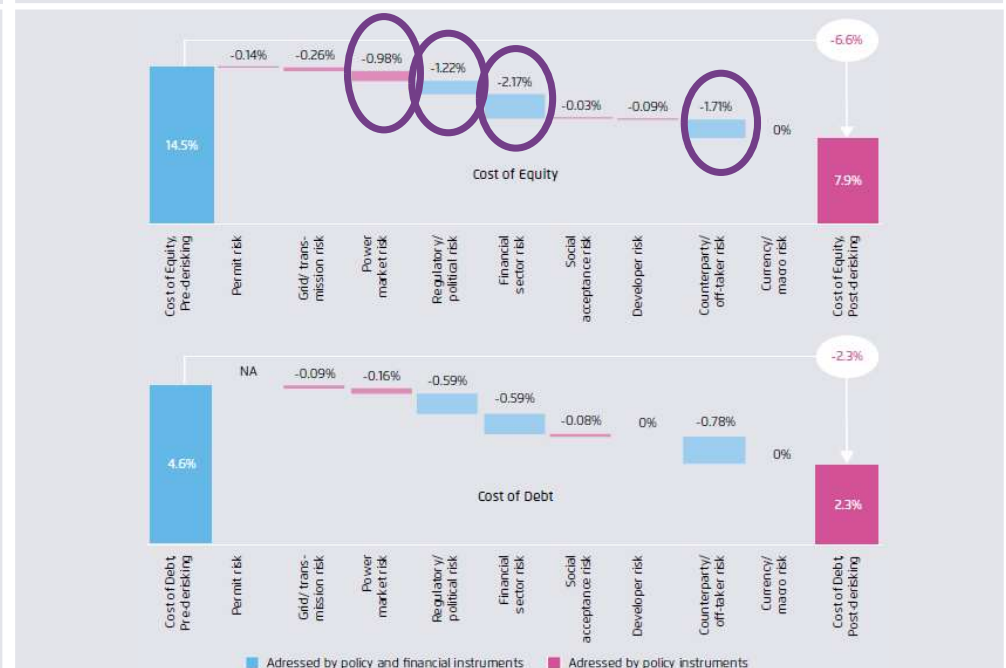 -6.6%
-0.14%
-0.26%
-0.98%
-1.22%
-2.17%
-0.03%
-0.09%
-1.71%
0%
14.5%
Cost of Equity
7.9%
Cost of Equity,
Pre-derisking
Permit risk
Grid/ trans-
mission risk
Power
market risk
Regulatory/
political risk
Financial
sector risk
Social
acceptance risk
Developer risk
Counterparty/
off-taker risk
Currency/
macro risk
Cost of Equity,
Post-derisking
-2.3%
NA
-0.09%
-0.16%
-0.59%
-0.59%
-0.08%
0%
-0.78%
0%
4.6%
Cost of Debt
2.3%
Cost of Debt,
Pre-derisking
Permit risk
Grid/ trans-
mission risk
Power
market risk
Regulatory/
political risk
Financial
sector risk
Social
acceptance risk
Developer risk
Counterparty/
off-taker risk
Currency/
macro risk
Cost of Debt,
Post-derisking
Adressed by policy and financial instruments
Adressed by policy instruments